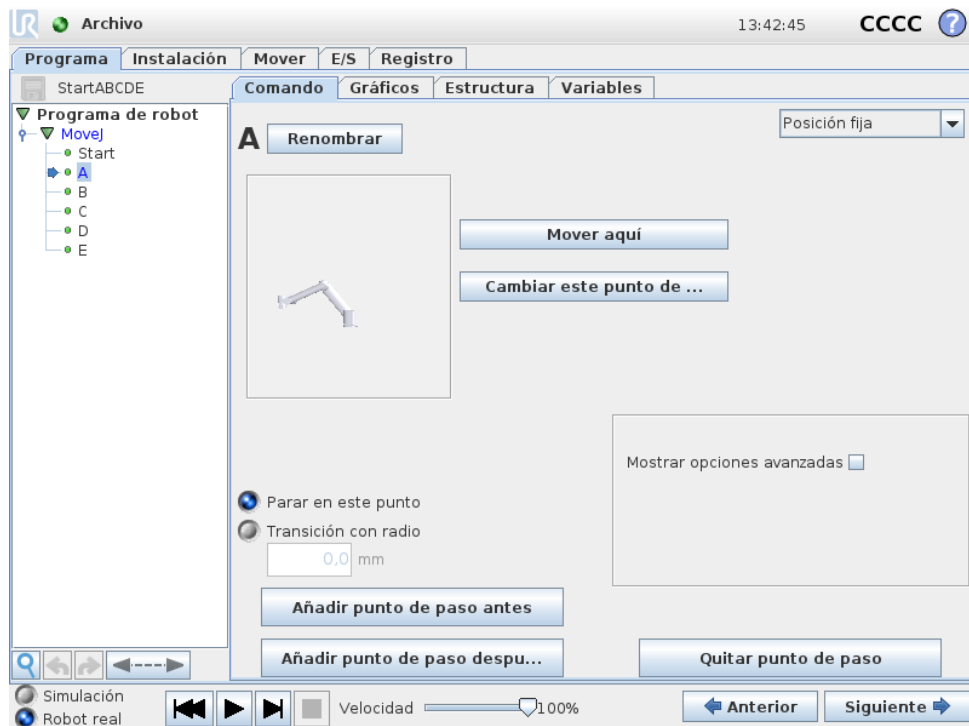 UR Archivo 13:42:45 CCCC ?
Programa Instalación Mover E/S Registro
StartABCDE
Comando Gráficos Estructura Variables
Programa de robot
MoveJ
Start
A
B
C
D
E
A Renombrar
Posición fija
Mover aquí
Cambiar este punto de ...
Mostrar opciones avanzadas
Parar en este punto
Transición con radio
0,0 mm
Añadir punto de paso antes
Añadir punto de paso despu...
Quitar punto de paso
Simulación
Robot real
Velocidad 100%
Anterior Siguiente